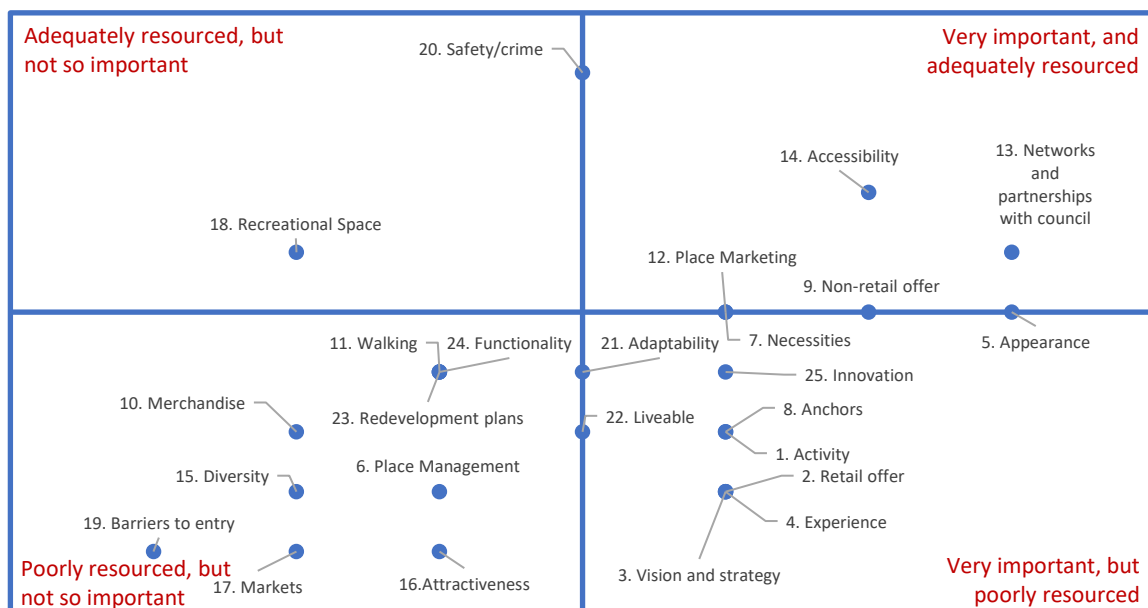 Adequately resourced, but
not so important
20. Safety/crime
Very important, and
adequately resourced
14. Accessibility
13. Networks
and
partnerships
with council
18. Recreational Space
12. Place Marketing
9. Non-retail offer
11. Walking
24. Functionality
21. Adaptability
7. Necessities
5. Appearance
25. Innovation
10. Merchandise
23. Redevelopment plans
22. Liveable
8. Anchors
1. Activity
6. Place Management
15. Diversity
2. Retail offer
19. Barriers to entry
4. Experience
Poorly resourced, but
not so important
17. Markets
16.Attractiveness
3. Vision and strategy
Very important, but
poorly resourced